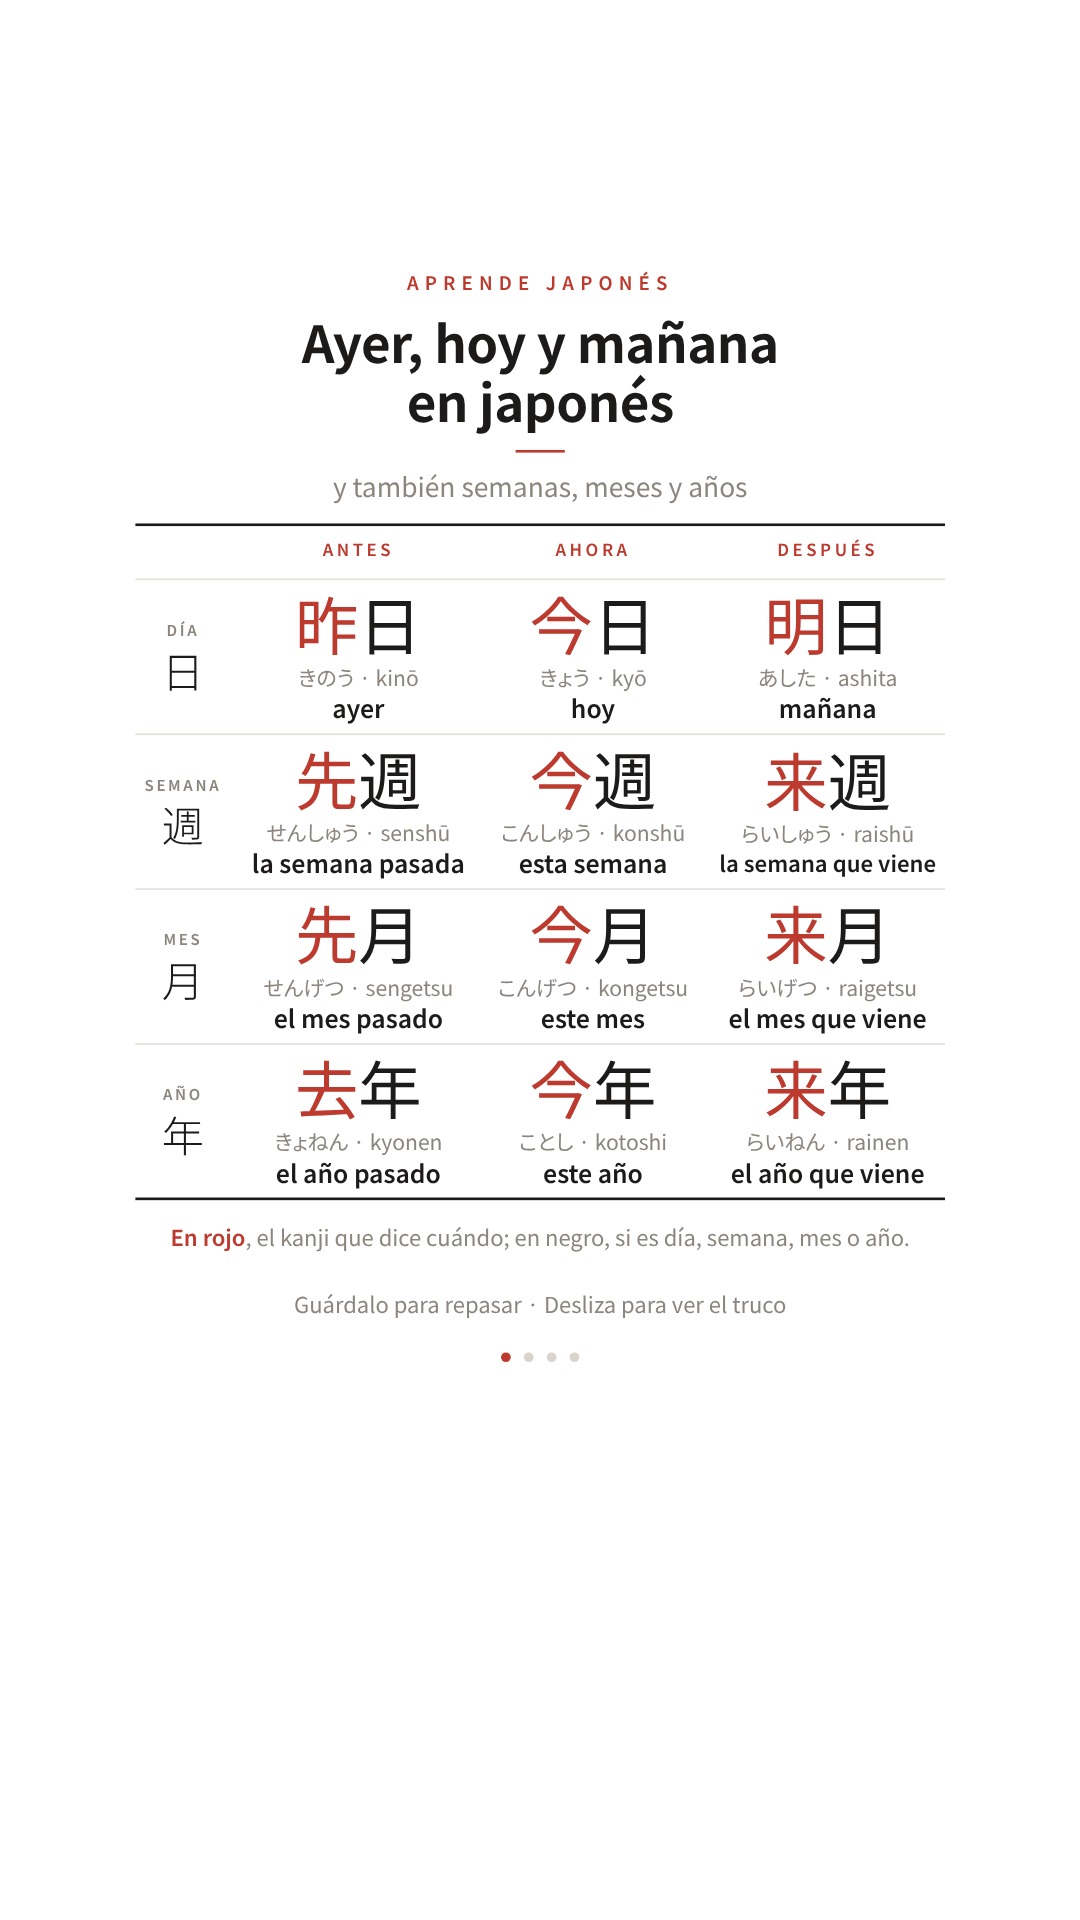 APRENDE JAPONÉS
Ayer, hoy y mañana
en japonés
y también semanas, meses y años
ANTES AHORA DESPUÉS
DÍA
日
昨日 今日 明日
きのう · kinō きょう · kyō あした · ashita
ayer hoy mañana
SEMANA
週
先週 今週 来週
せんしゅう · senshū こんしゅう · konshū らいしゅう · raishū
la semana pasada esta semana la semana que viene
MES
月
先月 今月 来月
せんげつ · sengetsu こんげつ · kongetsu らいげつ · raigetsu
el mes pasado este mes el mes que viene
AÑO
年
去年 今年 来年
きょねん · kyonen ことし · kotoshi らいねん · rainen
el año pasado este año el año que viene
En rojo, el kanji que dice cuándo; en negro, si es día, semana, mes o año.
Guárdalo para repasar · Desliza para ver el truco